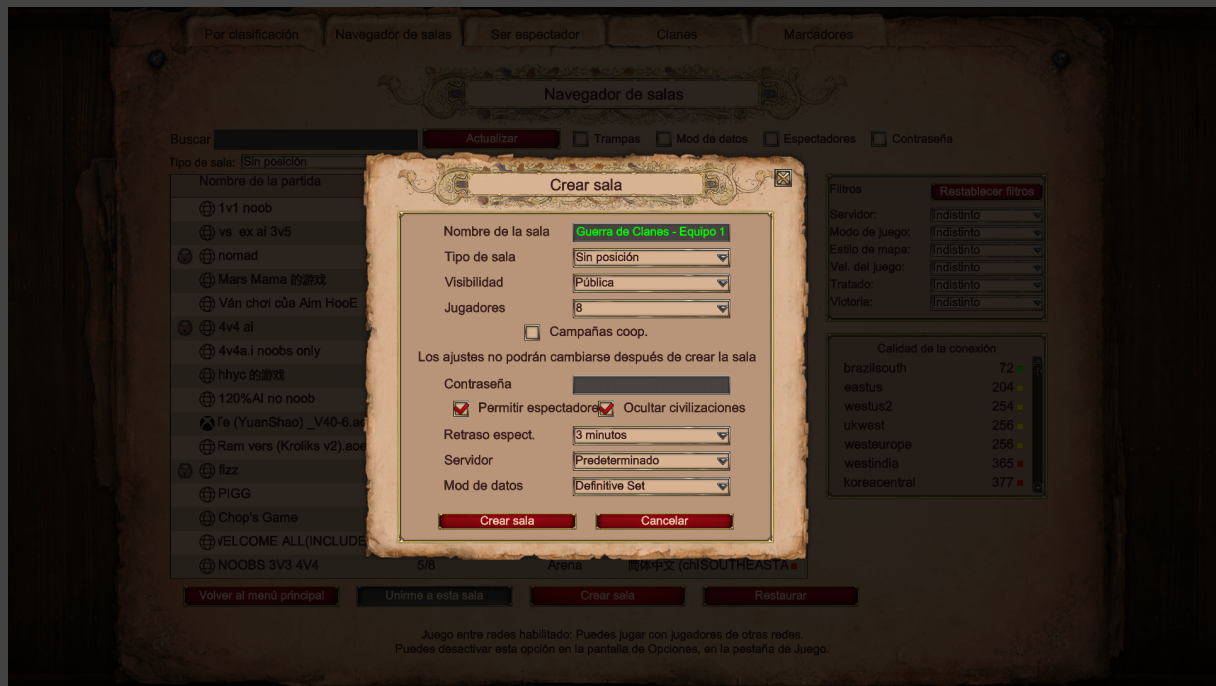 Por clasificación
Navegador de salas
Ser espectador
Clanes
Marcadores
Navegador de salas
Buscar
Actualizar
Trampas
Mod de datos
Espectadores
Contraseña
Tipo de sala: Sin posición
Nombre de la partida
1v1 noob
vs. ex ai 3v5
nomad
Mars Mama 的游戏
Ván chơi của Aim HooE
4v4 ai
4v4a.i noobs only
hhyc 的游戏
120%AI no noob
Te (YuanShao) _V40-6.ao
Ram vers (Kroliks v2).aoe
fizz
PIGG
Chop's Game
ELCOME ALL(INCLUDE
NOOBS 3V3 4V4 5/8 Arena (chiSOUTHEASTA
Crear sala
Nombre de la sala Guerra de Clanes - Equipo 1
Tipo de sala Sin posición
Visibilidad Pública
Jugadores 8
Campañas coop.
Los ajustes no podrán cambiarse después de crear la sala
Contraseña
Permitir espectadore Ocultar civilizaciones
Retraso espect. 3 minutos
Servidor Predeterminado
Mod de datos Definitive Set
Crear sala
Cancelar
Filtros
Restablecer filtros
Servidor: Indistinto
Modo de juego: Indistinto
Estilo de mapa: Indistinto
Vel. del juego: Indistinto
Tratado: Indistinto
Victoria: Indistinto
Calidad de la conexión
brazilsouth 72
eastus 204
westus2 254
ukwest 256
westeurope 256
westindia 365
koreacentral 377
Volver al menú principal
Unirme a esta sala
Crear sala
Restaurar
Juego entre redes habilitado: Puedes jugar con jugadores de otras redes.
Puedes desactivar esta opción en la pantalla de Opciones, en la pestaña de Juego.